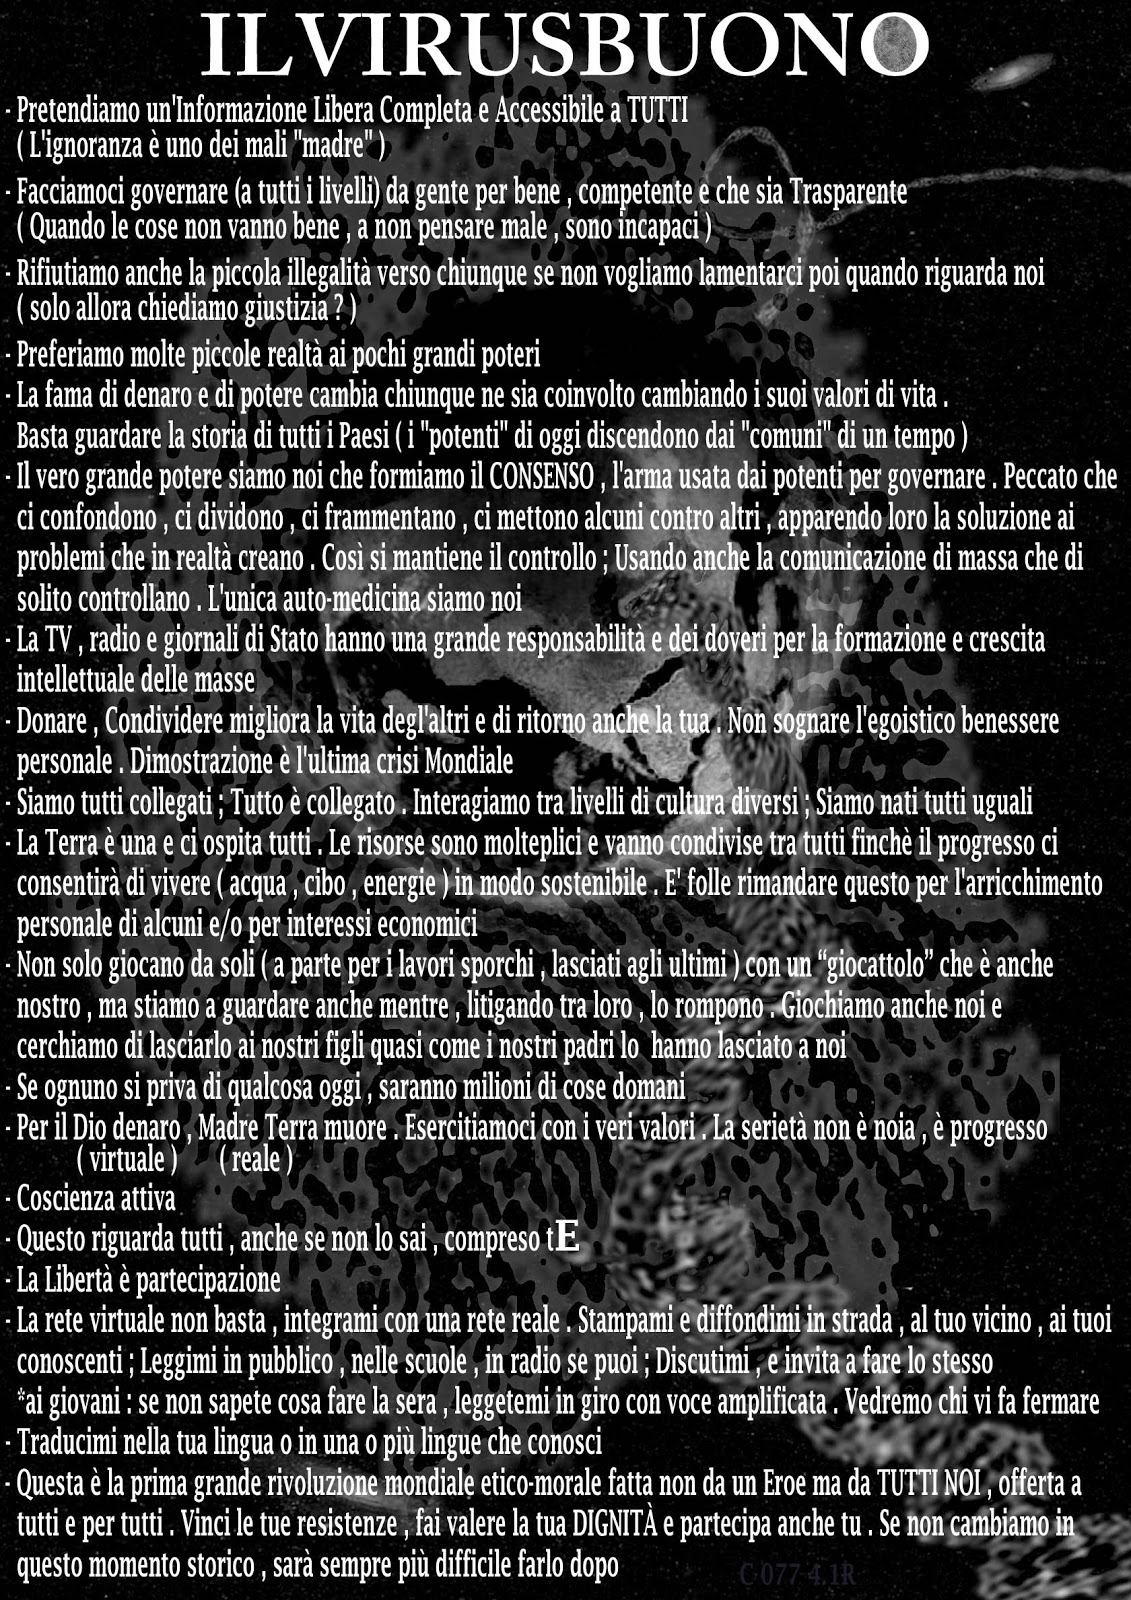 ILVIRUSBUONO
- Pretendiamo un'Informazione Libera Completa e Accessibile a TUTTI
( L'ignoranza è uno dei mali "madre" )
- Facciamoci governare (a tutti i livelli) da gente per bene , competente e che sia Trasparente
( Quando le cose non vanno bene , a non pensare male , sono incapaci )
- Rifiutiamo anche la piccola illegalità verso chiunque se non vogliamo lamentarci poi quando riguarda noi
( solo allora chiediamo giustizia ? )
- Preferiamo molte piccole realtà ai pochi grandi poteri
- La fama di denaro e di potere cambia chiunque ne sia coinvolto cambiando i suoi valori di vita .
Basta guardare la storia di tutti i Paesi ( i "potenti" di oggi discendono dai "comuni" di un tempo )
- Il vero grande potere siamo noi che formiamo il CONSENSO , l'arma usata dai potenti per governare . Peccato che
ci confondono , ci dividono , ci frammentano , ci mettono alcuni contro altri , apparendo loro la soluzione ai
problemi che in realtà creano . Così si mantiene il controllo ; Usando anche la comunicazione di massa che di
solito controllano . L'unica auto-medicina siamo noi
- La TV , radio e giornali di Stato hanno una grande responsabilità e dei doveri per la formazione e crescita
intellettuale delle masse
- Donare , Condividere migliora la vita degl'altri e di ritorno anche la tua . Non sognare l'egoistico benessere
personale . Dimostrazione è l'ultima crisi Mondiale
- Siamo tutti collegati ; Tutto è collegato . Interagiamo tra livelli di cultura diversi ; Siamo nati tutti uguali
- La Terra è una e ci ospita tutti . Le risorse sono molteplici e vanno condivise tra tutti finchè il progresso ci
consentirà di vivere ( acqua , cibo , energie ) in modo sostenibile . E' folle rimandare questo per l'arricchimento
personale di alcuni e/o per interessi economici
- Non solo giocano da soli ( a parte per i lavori sporchi , lasciati agli ultimi ) con un “giocattolo” che è anche
nostro , ma stiamo a guardare anche mentre , litigando tra loro , lo rompono . Giochiamo anche noi e
cerchiamo di lasciarlo ai nostri figli quasi come i nostri padri lo hanno lasciato a noi
- Se ognuno si priva di qualcosa oggi , saranno milioni di cose domani
- Per il Dio denaro , Madre Terra muore . Esercitiamoci con i veri valori . La serietà non è noia , è progresso
( virtuale ) ( reale )
- Coscienza attiva
- Questo riguarda tutti , anche se non lo sai , compreso tE
- La Libertà è partecipazione
- La rete virtuale non basta , integrami con una rete reale . Stampami e diffondimi in strada , al tuo vicino , ai tuoi
conoscenti ; Leggimi in pubblico , nelle scuole , in radio se puoi ; Discutimi , e invita a fare lo stesso
*ai giovani : se non sapete cosa fare la sera , leggetemi in giro con voce amplificata . Vedremo chi vi fa fermare
- Traducimi nella tua lingua o in una o più lingue che conosci
- Questa è la prima grande rivoluzione mondiale etico-morale fatta non da un Eroe ma da TUTTI NOI , offerta a
tutti e per tutti . Vinci le tue resistenze , fai valere la tua DIGNITÀ e partecipa anche tu . Se non cambiamo in
questo momento storico , sarà sempre più difficile farlo dopo
C 077 4.1R